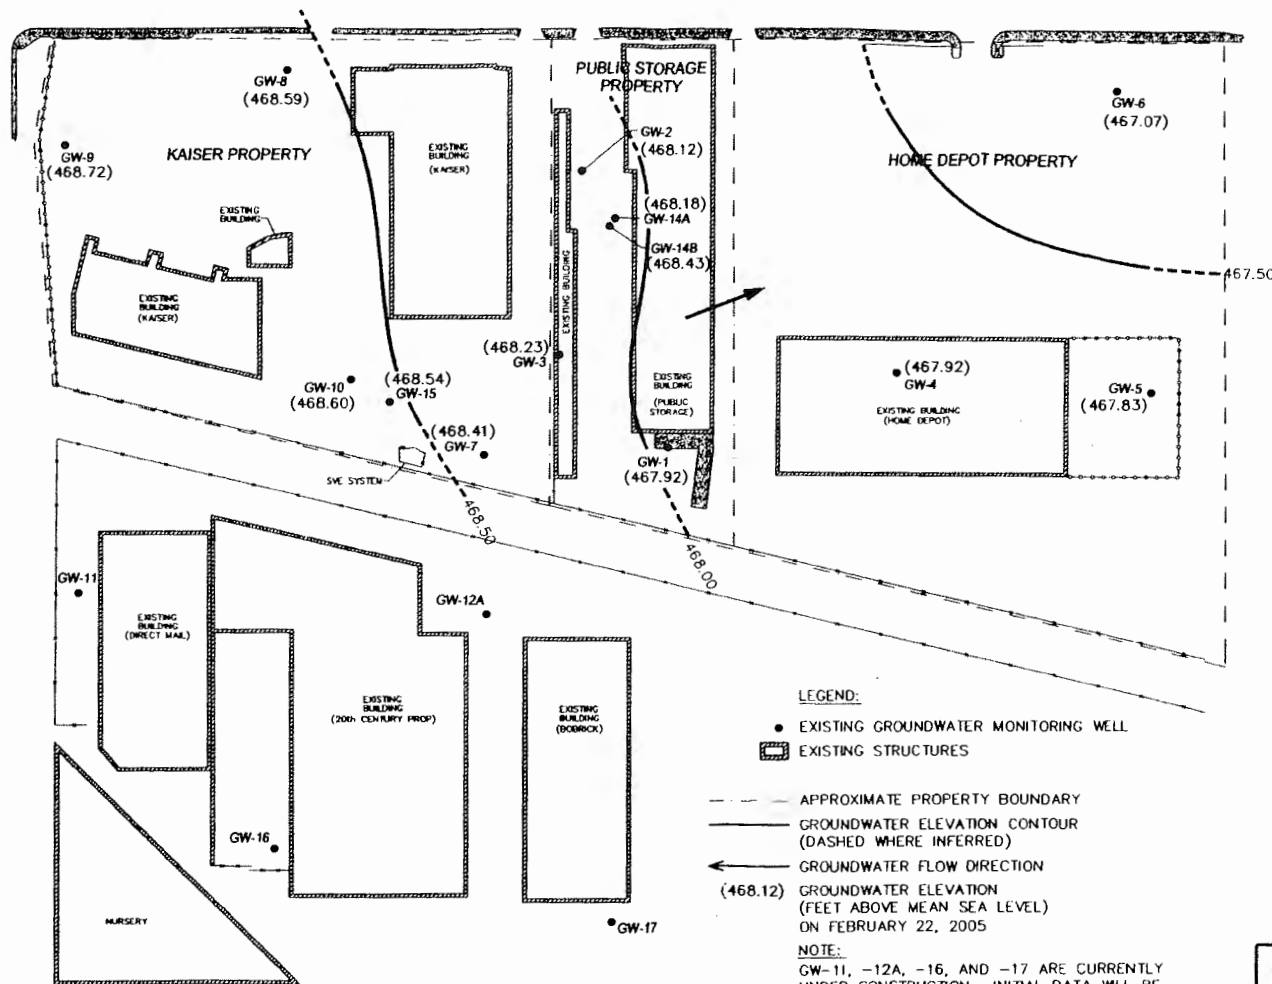 GW-8
(468.59)
PUBLIC STORAGE
PROPERTY
GW-6
(467.07)
GW-2
(468.12)
GW-9
(468.72)
KAISER PROPERTY
EXISTING
BUILDING
(KAISER)
HOME DEPOT PROPERTY
EXISTING
BUILDING
(468.18)
GW-14A
GW-14B
(468.43)
467.50
EXISTING
BUILDING
(KAISER)
EXISTING BUILDING
(468.23)
GW-3
(468.54)
GW-15
GW-10
(468.60)
EXISTING
BUILDING
(PUBLIC
STORAGE)
(467.92)
GW-4
EXISTING BUILDING
(HOME DEPOT)
GW-5
(467.83)
(468.41)
GW-7
SVE SYSTEM
GW-1
(467.92)
468.50
468.00
GW-11
GW-12A
EXISTING
BUILDING
(DIRECT MAIL)
EXISTING
BUILDING
(20th CENTURY PROP)
EXISTING
BUILDING
(BOBRICK)
GW-16
NURSERY
GW-17
LEGEND:
EXISTING GROUNDWATER MONITORING WELL
EXISTING STRUCTURES
APPROXIMATE PROPERTY BOUNDARY
GROUNDWATER ELEVATION CONTOUR
(DASHED WHERE INFERRED)
GROUNDWATER FLOW DIRECTION
(468.12) GROUNDWATER ELEVATION
(FEET ABOVE MEAN SEA LEVEL)
ON FEBRUARY 22, 2005
NOTE:
GW-11, -12A, -16, AND -17 ARE CURRENTLY
UNDER CONSTRUCTION. INITIAL DATA WILL BE